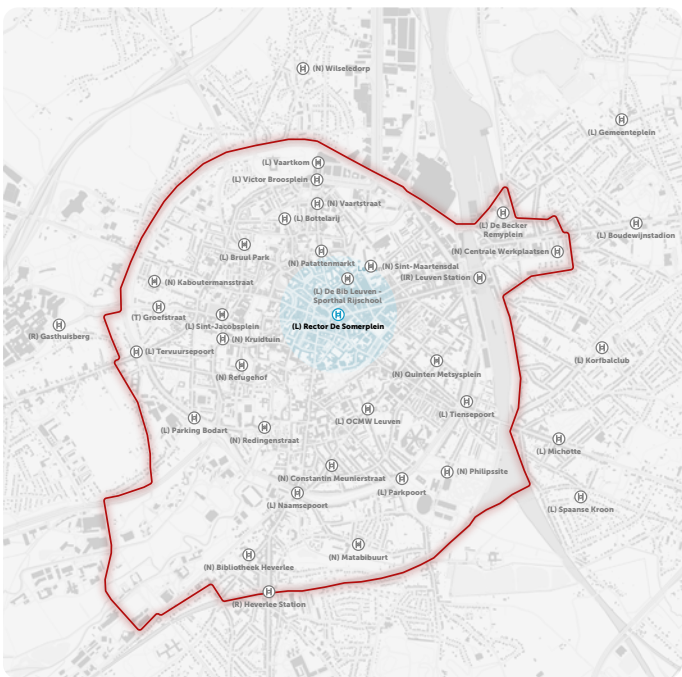 (N) Wilseledorp
(L) Gemeenteplein
(L) Vaartkom
(L) Victor Broosplein
(N) Vaartstraat
(L) Bottelarij
(L) De Becker
Remyplein
(L) Boudewijnstadion
(L) Bruul Park
(N) Patattenmarkt
(N) Centrale Werkplaatsen
(N) Sint-Maartensdal
(IR) Leuven Station
(N) Kaboutermansstraat
(L) De Bib Leuven -
Sporthal Rijschool
(T) Groefstraat
(L) Sint-Jacobsplein
(L) Rector De Somerplein
(R) Gasthuisberg
(N) Kruidtuin
(L) Tervuursepoort
(L) Korfbalclub
(N) Refugehof
(N) Quinten Metsysplein
(L) Tiensepoort
(L) OCMW Leuven
(L) Parking Bodart
(N) Redingenstraat
(L) Michotte
(N) Constantin Meunierstraat
(N) Philipssite
(L) Parkpoort
(L) Naamsepoort
(L) Spaanse Kroon
(N) Matabibuurt
(N) Bibliotheek Heverlee
(R) Heverlee Station